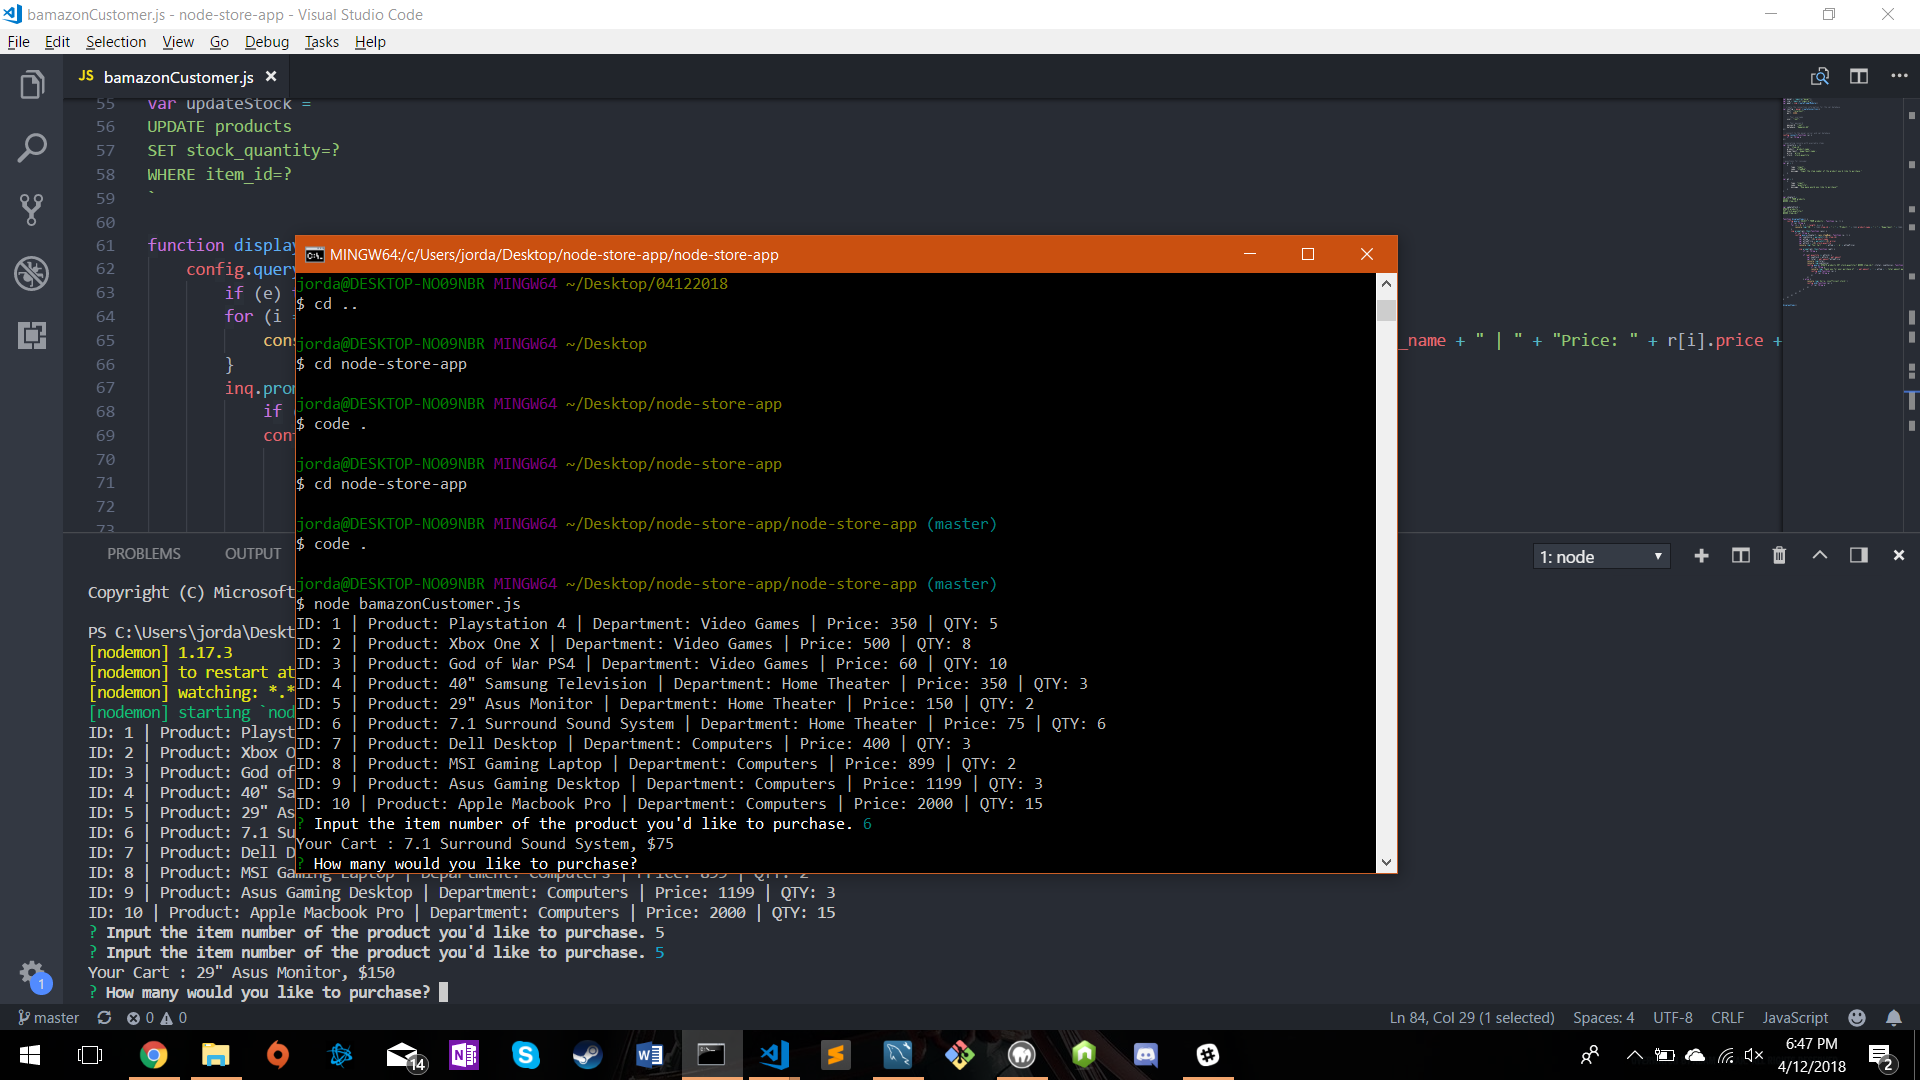 bamazonCustomer.js - node-store-app - Visual Studio Code
File Edit Selection View Go Debug Tasks Help
JS bamazonCustomer.js
55 var updateStock =
56 UPDATE products
57 SET stock_quantity=?
58 WHERE item_id=?
59 `
60
61 function display
62 config.query
63 if (e)
64 for (i =
65 cons _name + " | " + "Price: " + r[i].price +
66 }
67 inq.pro
68 if
69 con
70
71
72
73
MINGW64:/c/Users/jorda/Desktop/node-store-app/node-store-app
jorda@DESKTOP-NO09NBR MINGW64 ~/Desktop/04122018
$ cd ..
jorda@DESKTOP-NO09NBR MINGW64 ~/Desktop
$ cd node-store-app
jorda@DESKTOP-NO09NBR MINGW64 ~/Desktop/node-store-app
$ code .
jorda@DESKTOP-NO09NBR MINGW64 ~/Desktop/node-store-app
$ cd node-store-app
jorda@DESKTOP-NO09NBR MINGW64 ~/Desktop/node-store-app/node-store-app (master)
$ code .
jorda@DESKTOP-NO09NBR MINGW64 ~/Desktop/node-store-app/node-store-app (master)
$ node bamazonCustomer.js
ID: 1 | Product: Playstation 4 | Department: Video Games | Price: 350 | QTY: 5
ID: 2 | Product: Xbox One X | Department: Video Games | Price: 500 | QTY: 8
ID: 3 | Product: God of War PS4 | Department: Video Games | Price: 60 | QTY: 10
ID: 4 | Product: 40" Samsung Television | Department: Home Theater | Price: 350 | QTY: 3
ID: 5 | Product: 29" Asus Monitor | Department: Home Theater | Price: 150 | QTY: 2
ID: 6 | Product: 7.1 Surround Sound System | Department: Home Theater | Price: 75 | QTY: 6
ID: 7 | Product: Dell Desktop | Department: Computers | Price: 400 | QTY: 3
ID: 8 | Product: MSI Gaming Laptop | Department: Computers | Price: 899 | QTY: 2
ID: 9 | Product: Asus Gaming Desktop | Department: Computers | Price: 1199 | QTY: 3
ID: 10 | Product: Apple Macbook Pro | Department: Computers | Price: 2000 | QTY: 15
? Input the item number of the product you'd like to purchase. 6
Your Cart : 7.1 Surround Sound System, $75
? How many would you like to purchase?
PROBLEMS OUTPUT 1: node
Copyright (C) Microsoft
PS C:\Users\jorda\Deskt
[nodemon] 1.17.3
[nodemon] to restart at
[nodemon] watching: *.*
[nodemon] starting `nod
ID: 1 | Product: Playst
ID: 2 | Product: Xbox O
ID: 3 | Product: God of
ID: 4 | Product: 40" Sa
ID: 5 | Product: 29" As
ID: 6 | Product: 7.1 Su
ID: 7 | Product: Dell D
ID: 8 | Product: MSI Gaming Laptop | Department: Computers | Price: 899 | QTY: 2
ID: 9 | Product: Asus Gaming Desktop | Department: Computers | Price: 1199 | QTY: 3
ID: 10 | Product: Apple Macbook Pro | Department: Computers | Price: 2000 | QTY: 15
? Input the item number of the product you'd like to purchase. 5
? Input the item number of the product you'd like to purchase. 5
Your Cart : 29" Asus Monitor, $150
? How many would you like to purchase?
1
master 0 0 Ln 84, Col 29 (1 selected) Spaces: 4 UTF-8 CRLF JavaScript
14 6:47 PM
4/12/2018 2